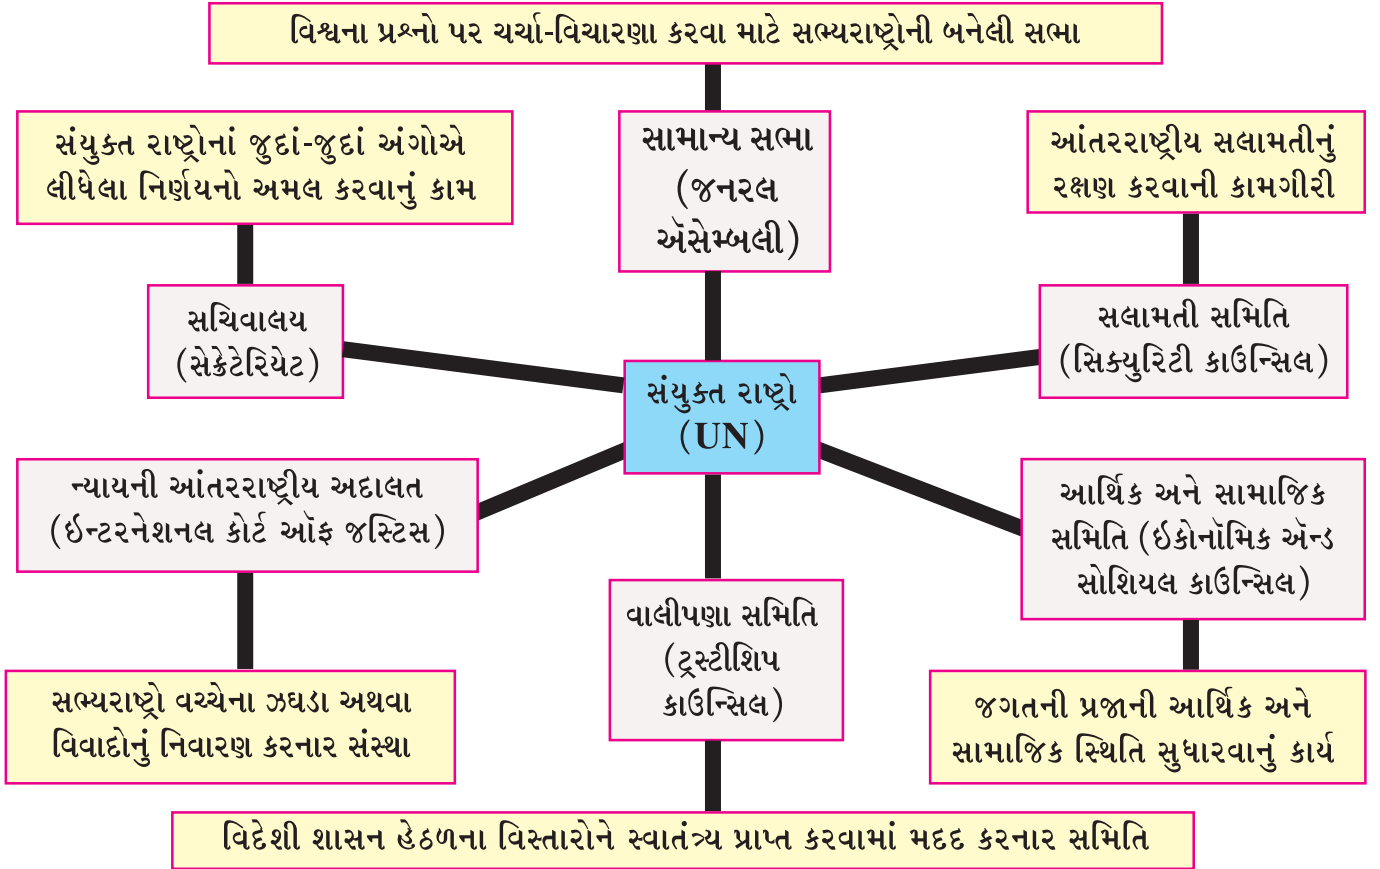 વિશ્વના પ્રશ્નો પર ચર્ચા-વિચારણા કરવા માટે સભ્યરાષ્ટ્રોની બનેલી સભા
સંયુક્ત રાષ્ટ્રોનાં જુદાં-જુદાં અંગોએ
લીધેલા નિર્ણયનો અમલ કરવાનું કામ
સામાન્ય સભા
(જનરલ
ઍસેમ્બલી)
આંતરરાષ્ટ્રીય સલામતીનું
રક્ષણ કરવાની કામગીરી
સચિવાલય
(સેક્રેટેરિયેટ)
સલામતી સમિતિ
(સિક્યુરિટી કાઉન્સિલ)
સંયુક્ત રાષ્ટ્રો
(UN)
ન્યાયની આંતરરાષ્ટ્રીય અદાલત
(ઇન્ટરનેશનલ કોર્ટ ઑફ જસ્ટિસ)
આર્થિક અને સામાજિક
સમિતિ (ઇકોનૉમિક ઍન્ડ
સોશિયલ કાઉન્સિલ)
વાલીપણા સમિતિ
(ટ્રસ્ટીશિપ
કાઉન્સિલ)
સભ્યરાષ્ટ્રો વચ્ચેના ઝઘડા અથવા
વિવાદોનું નિવારણ કરનાર સંસ્થા
જગતની પ્રજાની આર્થિક અને
સામાજિક સ્થિતિ સુધારવાનું કાર્ય
વિદેશી શાસન હેઠળના વિસ્તારોને સ્વાતંત્ર્ય પ્રાપ્ત કરવામાં મદદ કરનાર સમિતિ